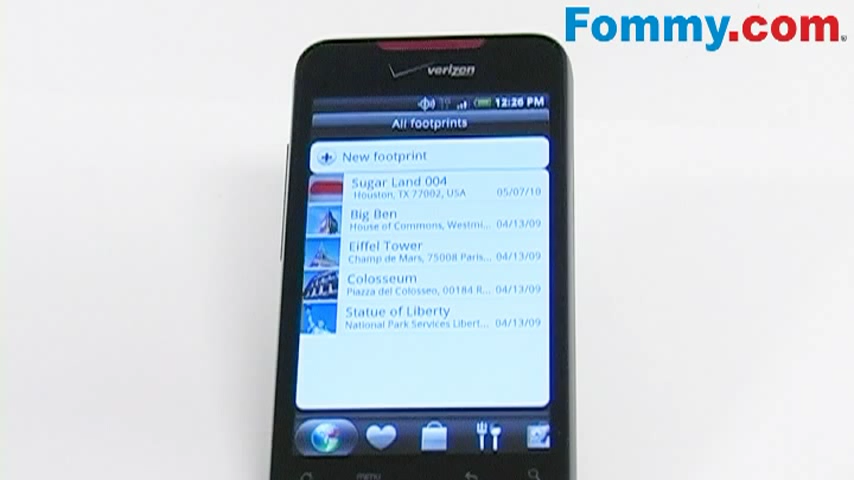 Fommy.com
verizon
12:26 PM
All footprints
New footprint
Sugar Land 004
Houston, TX 77002, USA 05/07/10
Big Ben
House of Commons, Westmi... 04/13/09
Eiffel Tower
Champ de Mars, 75008 Paris... 04/13/09
Colosseum
Piazza del Colosseo, 00184 R... 04/13/09
Statue of Liberty
National Park Services Libert... 04/13/09
menu